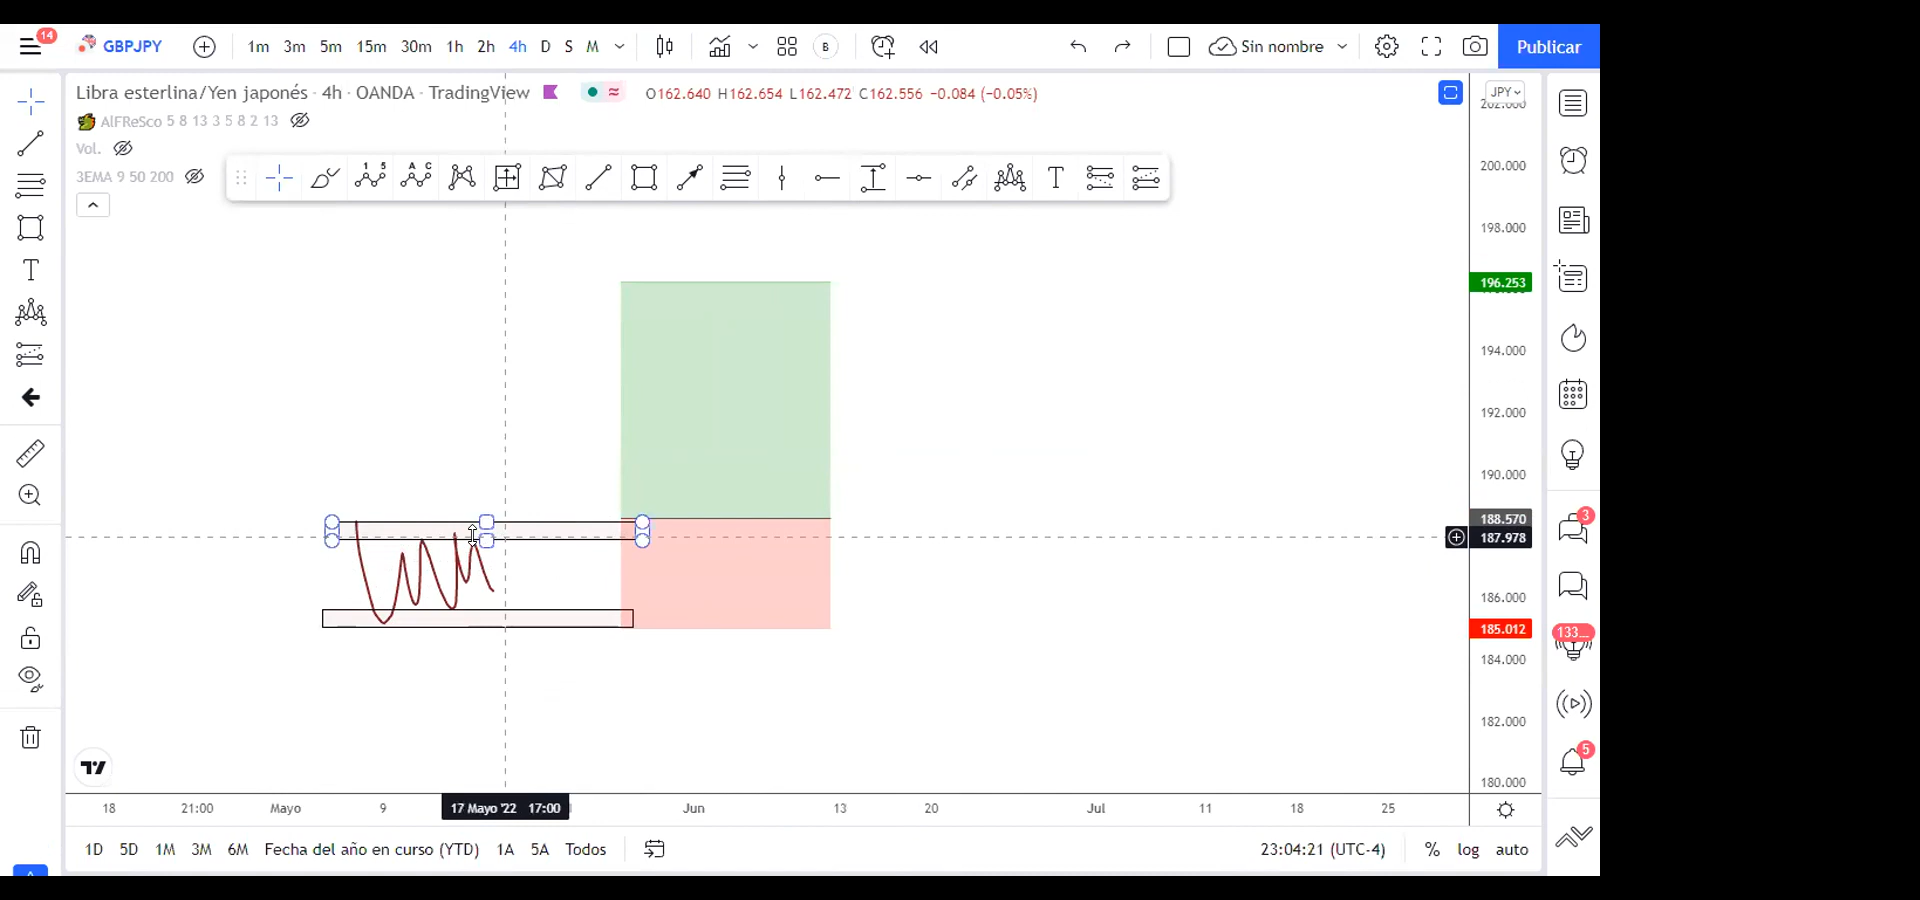 14
GBPJPY
1m 3m 5m 15m 30m 1h 2h 4h D S M
B
Sin nombre
Publicar
Libra esterlina/Yen japonés · 4h · OANDA · TradingView
O162.640 H162.654 L162.472 C162.556 −0.084 (−0.05%)
JPY
202.000
AlFReSco 5 8 13 3 5 8 2 13
Vol.
3EMA 9 50 200
1 5
A C
T
T
200.000
198.000
196.253
194.000
192.000
190.000
188.570
187.978
186.000
185.012
184.000
182.000
180.000
3
133...
5
18 21:00 Mayo 9 17 Mayo '22 17:00 Jun 13 20 Jul 11 18 25
1D 5D 1M 3M 6M Fecha del año en curso (YTD) 1A 5A Todos
23:04:21 (UTC-4) % log auto